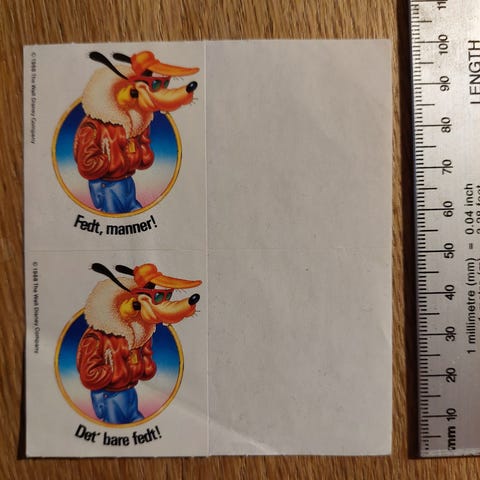 © 1988 The Walt Disney Company
Fedt, manner!
© 1988 The Walt Disney Company
Det' bare fedt!
mm 10 20 30 40 50 60 70 80 90 100
LENGTH
1 millimetre (mm) = 0.04 inch